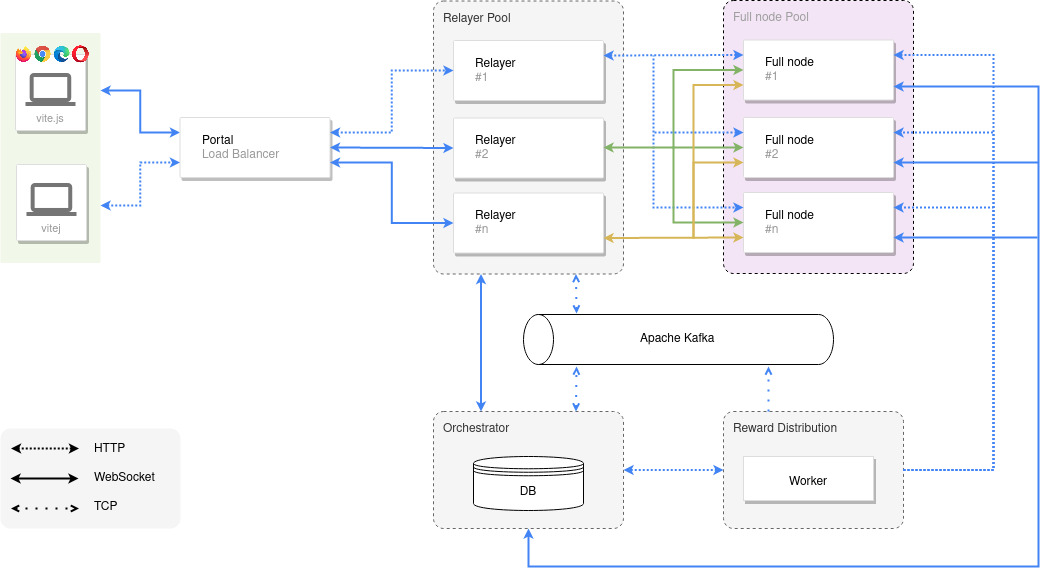 Relayer Pool
Full node Pool
vite.js
vitej
Portal
Load Balancer
Relayer
#1
Relayer
#2
Relayer
#n
Full node
#1
Full node
#2
Full node
#n
Apache Kafka
Orchestrator
DB
Reward Distribution
Worker
HTTP
WebSocket
TCP